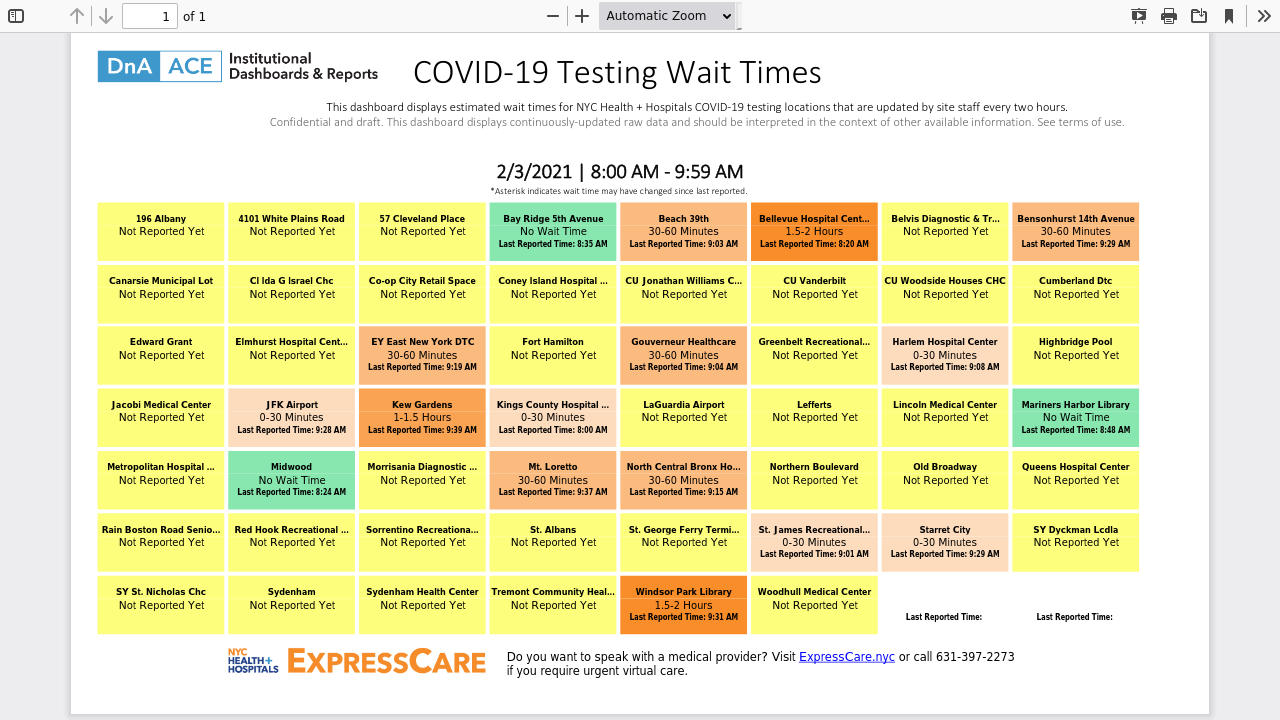 1 of 1 Automatic Zoom
DnA ACE Institutional
Dashboards & Reports
COVID-19 Testing Wait Times
This dashboard displays estimated wait times for NYC Health + Hospitals COVID-19 testing locations that are updated by site staff every two hours.
Confidential and draft. This dashboard displays continuously-updated raw data and should be interpreted in the context of other available information. See terms of use.
2/3/2021 | 8:00 AM - 9:59 AM
*Asterisk indicates wait time may have changed since last reported.
196 Albany
Not Reported Yet
4101 White Plains Road
Not Reported Yet
57 Cleveland Place
Not Reported Yet
Bay Ridge 5th Avenue
No Wait Time
Last Reported Time: 8:35 AM
Beach 39th
30-60 Minutes
Last Reported Time: 9:03 AM
Bellevue Hospital Cent...
1.5-2 Hours
Last Reported Time: 8:20 AM
Belvis Diagnostic & Tr...
Not Reported Yet
Bensonhurst 14th Avenue
30-60 Minutes
Last Reported Time: 9:29 AM
Canarsie Municipal Lot
Not Reported Yet
CI Ida G Israel Chc
Not Reported Yet
Co-op City Retail Space
Not Reported Yet
Coney Island Hospital ...
Not Reported Yet
CU Jonathan Williams C...
Not Reported Yet
CU Vanderbilt
Not Reported Yet
CU Woodside Houses CHC
Not Reported Yet
Cumberland Dtc
Not Reported Yet
Edward Grant
Not Reported Yet
Elmhurst Hospital Cent...
Not Reported Yet
EY East New York DTC
30-60 Minutes
Last Reported Time: 9:19 AM
Fort Hamilton
Not Reported Yet
Gouverneur Healthcare
30-60 Minutes
Last Reported Time: 9:04 AM
Greenbelt Recreational...
Not Reported Yet
Harlem Hospital Center
0-30 Minutes
Last Reported Time: 9:08 AM
Highbridge Pool
Not Reported Yet
Jacobi Medical Center
Not Reported Yet
JFK Airport
0-30 Minutes
Last Reported Time: 9:28 AM
Kew Gardens
1-1.5 Hours
Last Reported Time: 9:39 AM
Kings County Hospital ...
0-30 Minutes
Last Reported Time: 8:00 AM
LaGuardia Airport
Not Reported Yet
Lefferts
Not Reported Yet
Lincoln Medical Center
Not Reported Yet
Mariners Harbor Library
No Wait Time
Last Reported Time: 8:48 AM
Metropolitan Hospital ...
Not Reported Yet
Midwood
No Wait Time
Last Reported Time: 8:24 AM
Morrisania Diagnostic ...
Not Reported Yet
Mt. Loretto
30-60 Minutes
Last Reported Time: 9:37 AM
North Central Bronx Ho...
30-60 Minutes
Last Reported Time: 9:15 AM
Northern Boulevard
Not Reported Yet
Old Broadway
Not Reported Yet
Queens Hospital Center
Not Reported Yet
Rain Boston Road Senio...
Not Reported Yet
Red Hook Recreational ...
Not Reported Yet
Sorrentino Recreationa...
Not Reported Yet
St. Albans
Not Reported Yet
St. George Ferry Termi...
Not Reported Yet
St. James Recreational...
0-30 Minutes
Last Reported Time: 9:01 AM
Starret City
0-30 Minutes
Last Reported Time: 9:29 AM
SY Dyckman Lcdla
Not Reported Yet
SY St. Nicholas Chc
Not Reported Yet
Sydenham
Not Reported Yet
Sydenham Health Center
Not Reported Yet
Tremont Community Heal...
Not Reported Yet
Windsor Park Library
1.5-2 Hours
Last Reported Time: 9:31 AM
Woodhull Medical Center
Not Reported Yet
Last Reported Time:
Last Reported Time:
NYC
HEALTH+
HOSPITALS
EXPRESSCARE
Do you want to speak with a medical provider? Visit ExpressCare.nyc or call 631-397-2273
if you require urgent virtual care.